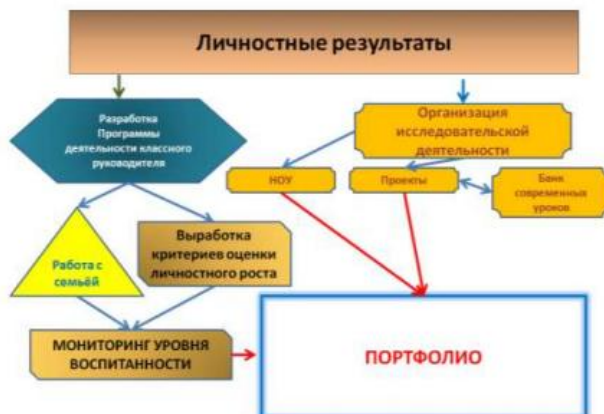 Личностные результаты
Разработка
Программы
деятельности классного
руководителя
Организация
исследовательской
деятельности
НОУ
Проекты
Банк
современных
уроков
Работа с
семьёй
Выработка
критериев оценки
личностного роста
МОНИТОРИНГ УРОВНЯ
ВОСПИТАННОСТИ
ПОРТФОЛИО